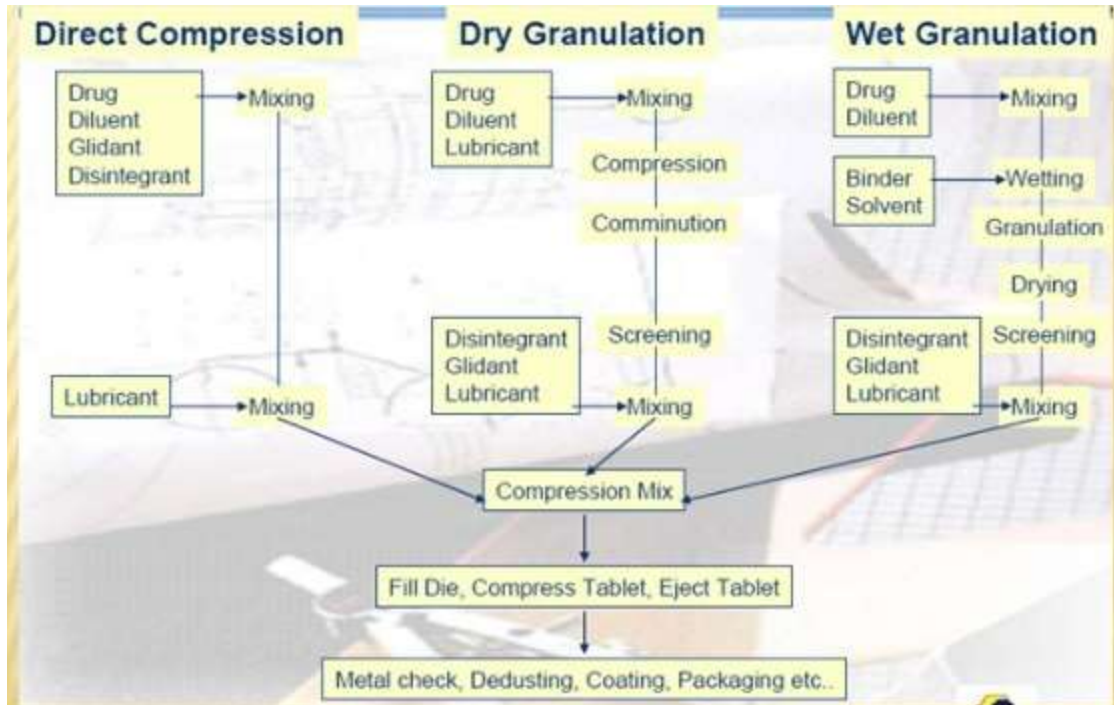 Direct Compression
Drug
Diluent
Glidant
Disintegrant
Mixing
Lubricant
Mixing
Dry Granulation
Drug
Diluent
Lubricant
Mixing
Compression
Comminution
Screening
Disintegrant
Glidant
Lubricant
Mixing
Wet Granulation
Drug
Diluent
Mixing
Binder
Solvent
Wetting
Granulation
Drying
Screening
Disintegrant
Glidant
Lubricant
Mixing
Compression Mix
Fill Die, Compress Tablet, Eject Tablet
Metal check, Dedusting, Coating, Packaging etc..